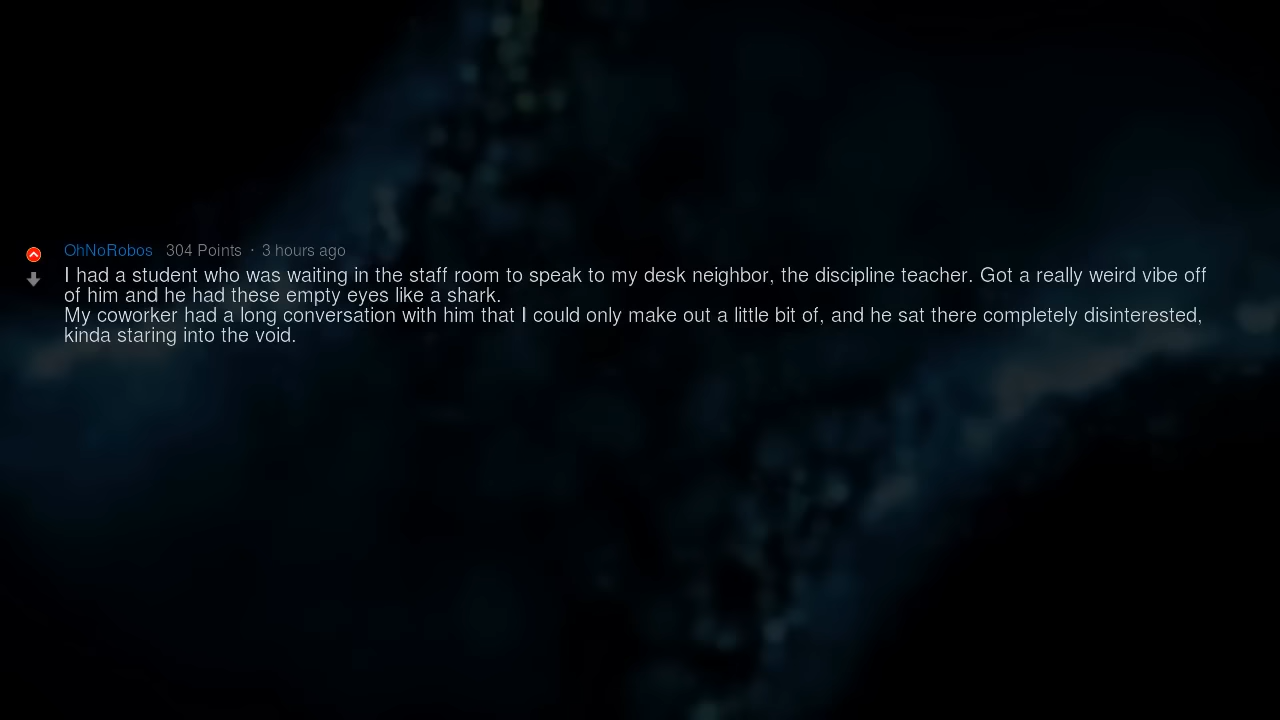 OhNoRobos 304 Points · 3 hours ago
I had a student who was waiting in the staff room to speak to my desk neighbor, the discipline teacher. Got a really weird vibe off
of him and he had these empty eyes like a shark.
My coworker had a long conversation with him that I could only make out a little bit of, and he sat there completely disinterested,
kinda staring into the void.